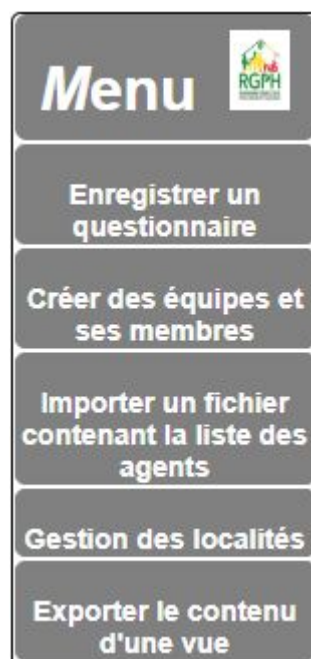 Menu
RGPH
Enregistrer un
questionnaire
Créer des équipes et
ses membres
Importer un fichier
contenant la liste des
agents
Gestion des localités
Exporter le contenu
d'une vue